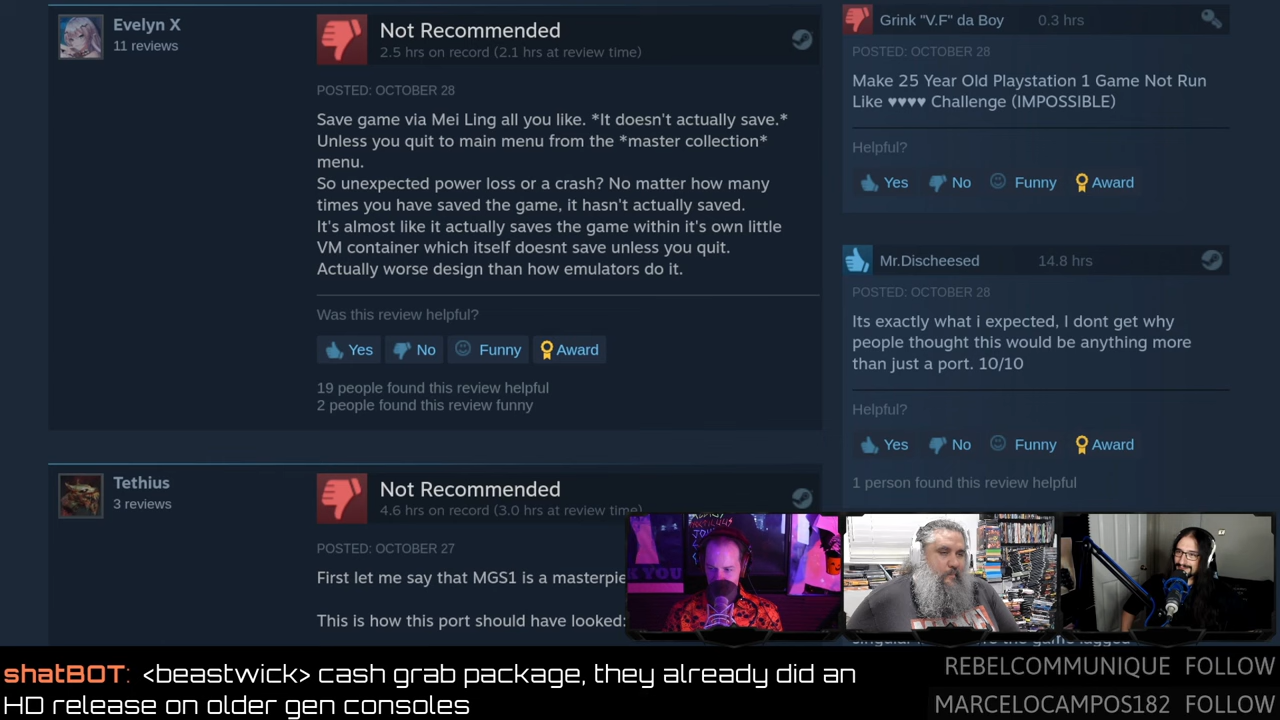 Evelyn X
11 reviews
Not Recommended
2.5 hrs on record (2.1 hrs at review time)
POSTED: OCTOBER 28
Save game via Mei Ling all you like. *It doesn't actually save.*
Unless you quit to main menu from the *master collection*
menu.
So unexpected power loss or a crash? No matter how many
times you have saved the game, it hasn't actually saved.
It's almost like it actually saves the game within it's own little
VM container which itself doesnt save unless you quit.
Actually worse design than how emulators do it.
Was this review helpful?
Yes No Funny Award
19 people found this review helpful
2 people found this review funny
Tethius
3 reviews
Not Recommended
4.6 hrs on record (3.0 hrs at review time)
POSTED: OCTOBER 27
First let me say that MGS1 is a masterpie
This is how this port should have looked:
Grink "V.F" da Boy 0.3 hrs
POSTED: OCTOBER 28
Make 25 Year Old Playstation 1 Game Not Run
Like ♥♥♥♥ Challenge (IMPOSSIBLE)
Helpful?
Yes No Funny Award
Mr.Discheesed 14.8 hrs
POSTED: OCTOBER 28
Its exactly what i expected, I dont get why
people thought this would be anything more
than just a port. 10/10
Helpful?
Yes No Funny Award
1 person found this review helpful
shatBOT: <beastwick> cash grab package, they already did an
HD release on older gen consoles
REBELCOMMUNIQUE FOLLOW
MARCELOCAMPOS182 FOLLOW